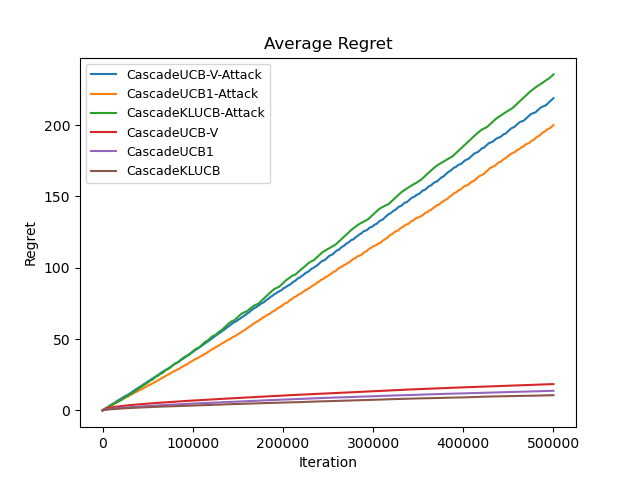 Average Regret
CascadeUCB-V-Attack
CascadeUCB1-Attack
CascadeKLUCB-Attack
CascadeUCB-V
CascadeUCB1
CascadeKLUCB
Regret
200
150
100
50
0
0 100000 200000 300000 400000 500000
Iteration